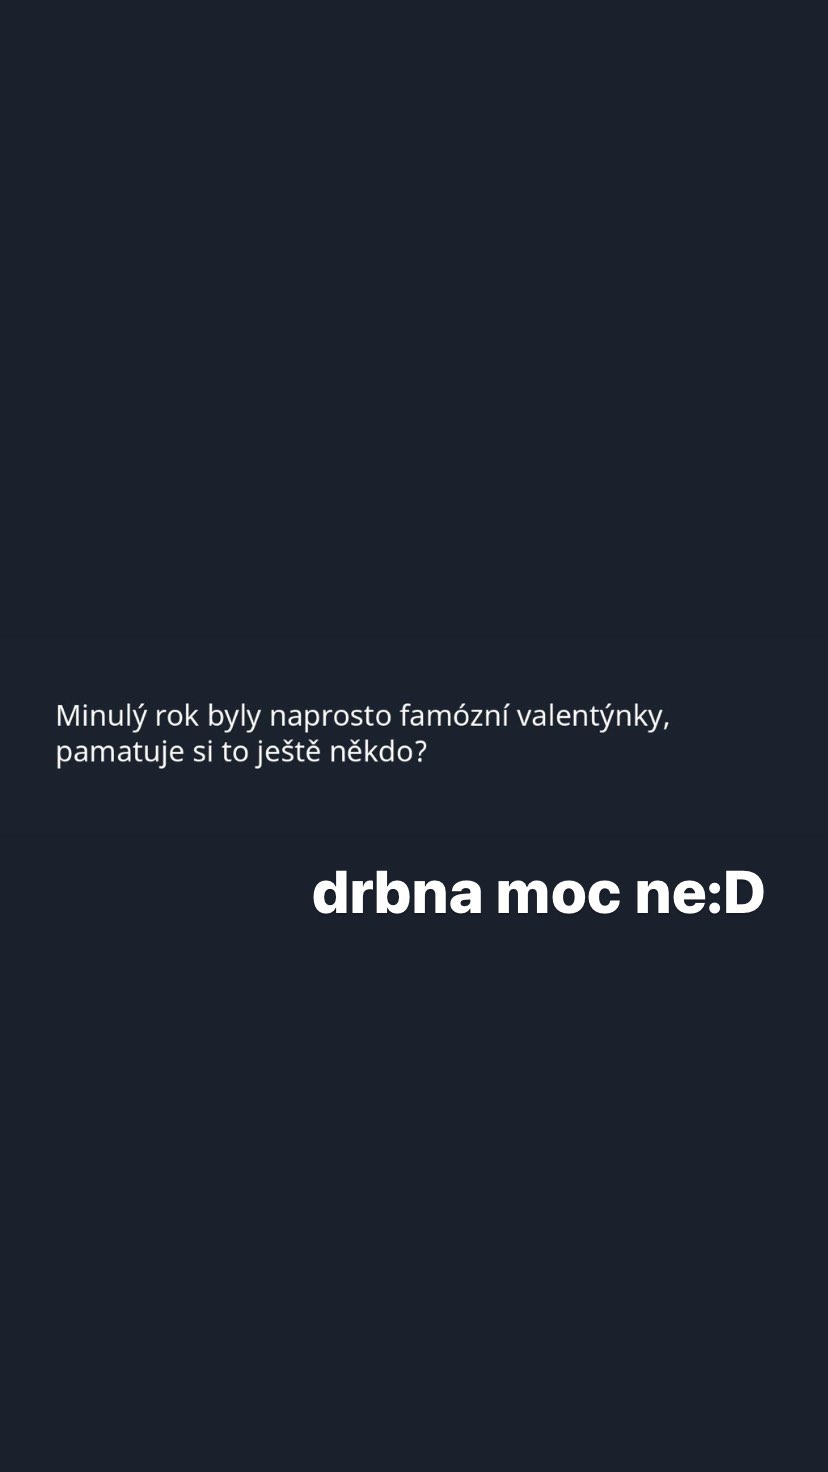 Minulý rok byly naprosto famózní valentýnky,
pamatuje si to ještě někdo?
drbna moc ne:D